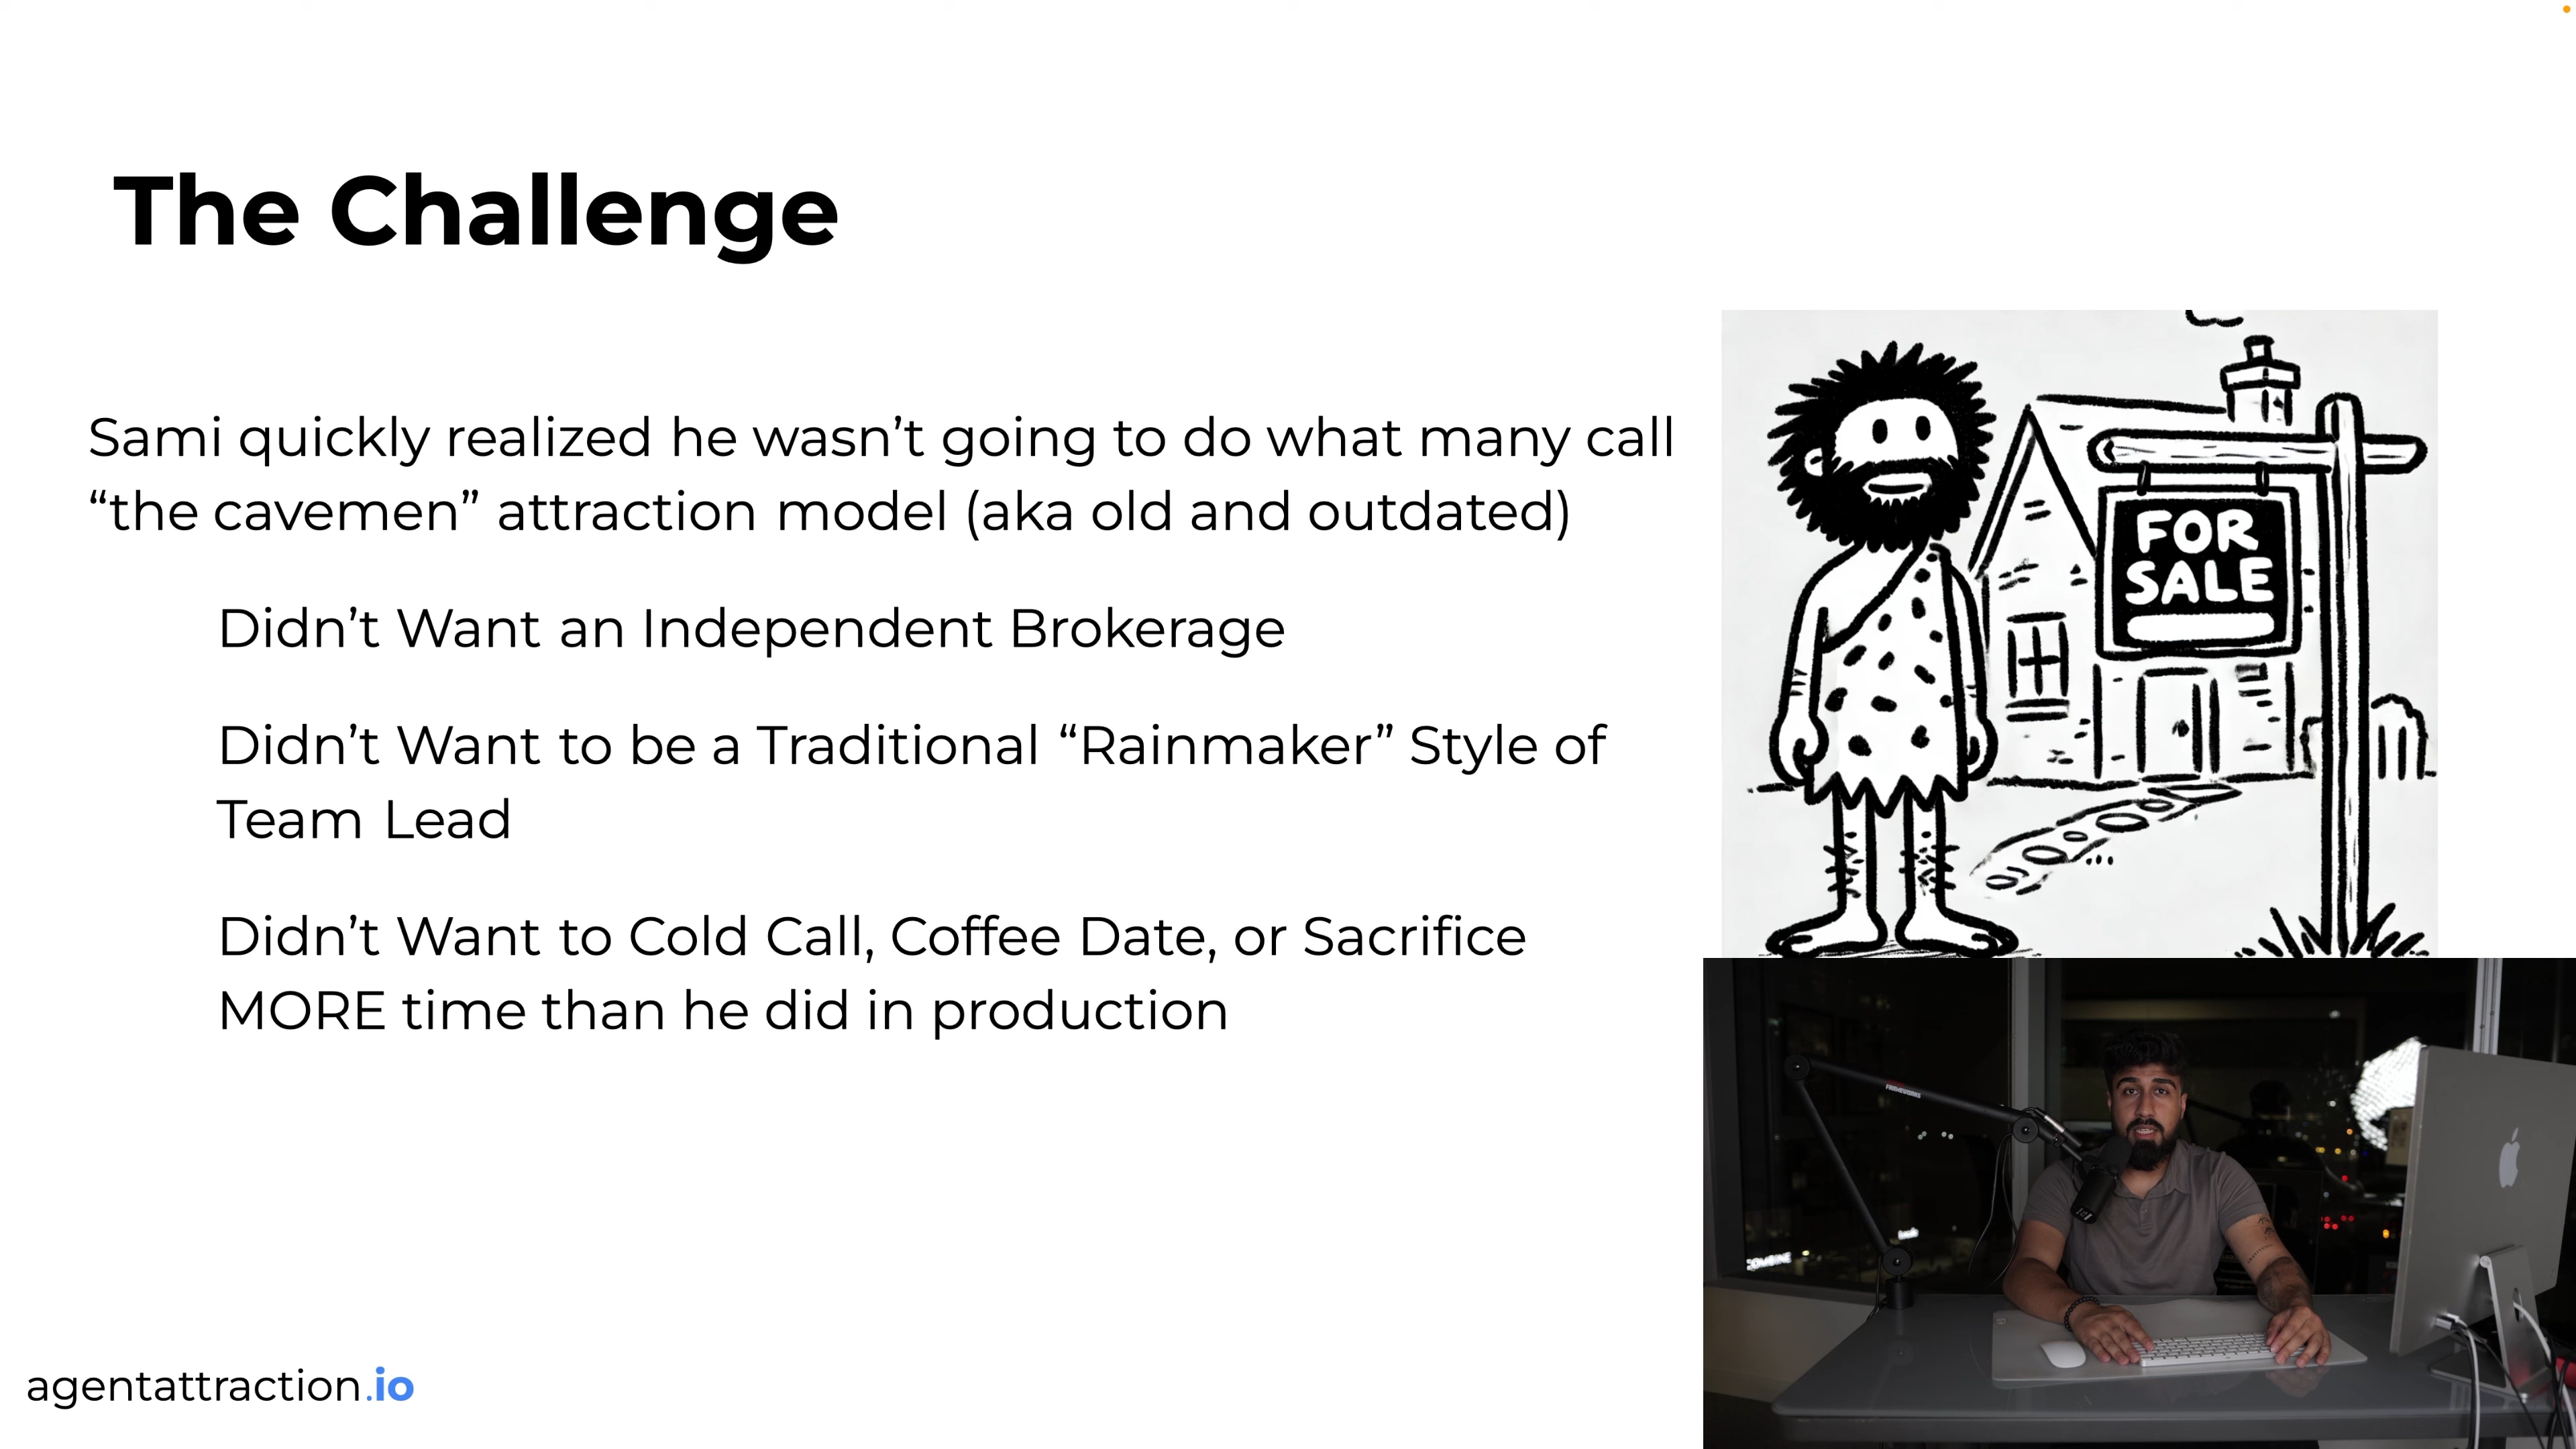 The Challenge
Sami quickly realized he wasn’t going to do what many call
“the cavemen” attraction model (aka old and outdated)
Didn’t Want an Independent Brokerage
Didn’t Want to be a Traditional “Rainmaker” Style of
Team Lead
Didn’t Want to Cold Call, Coffee Date, or Sacrifice
MORE time than he did in production
FOR
SALE
agentattraction.io